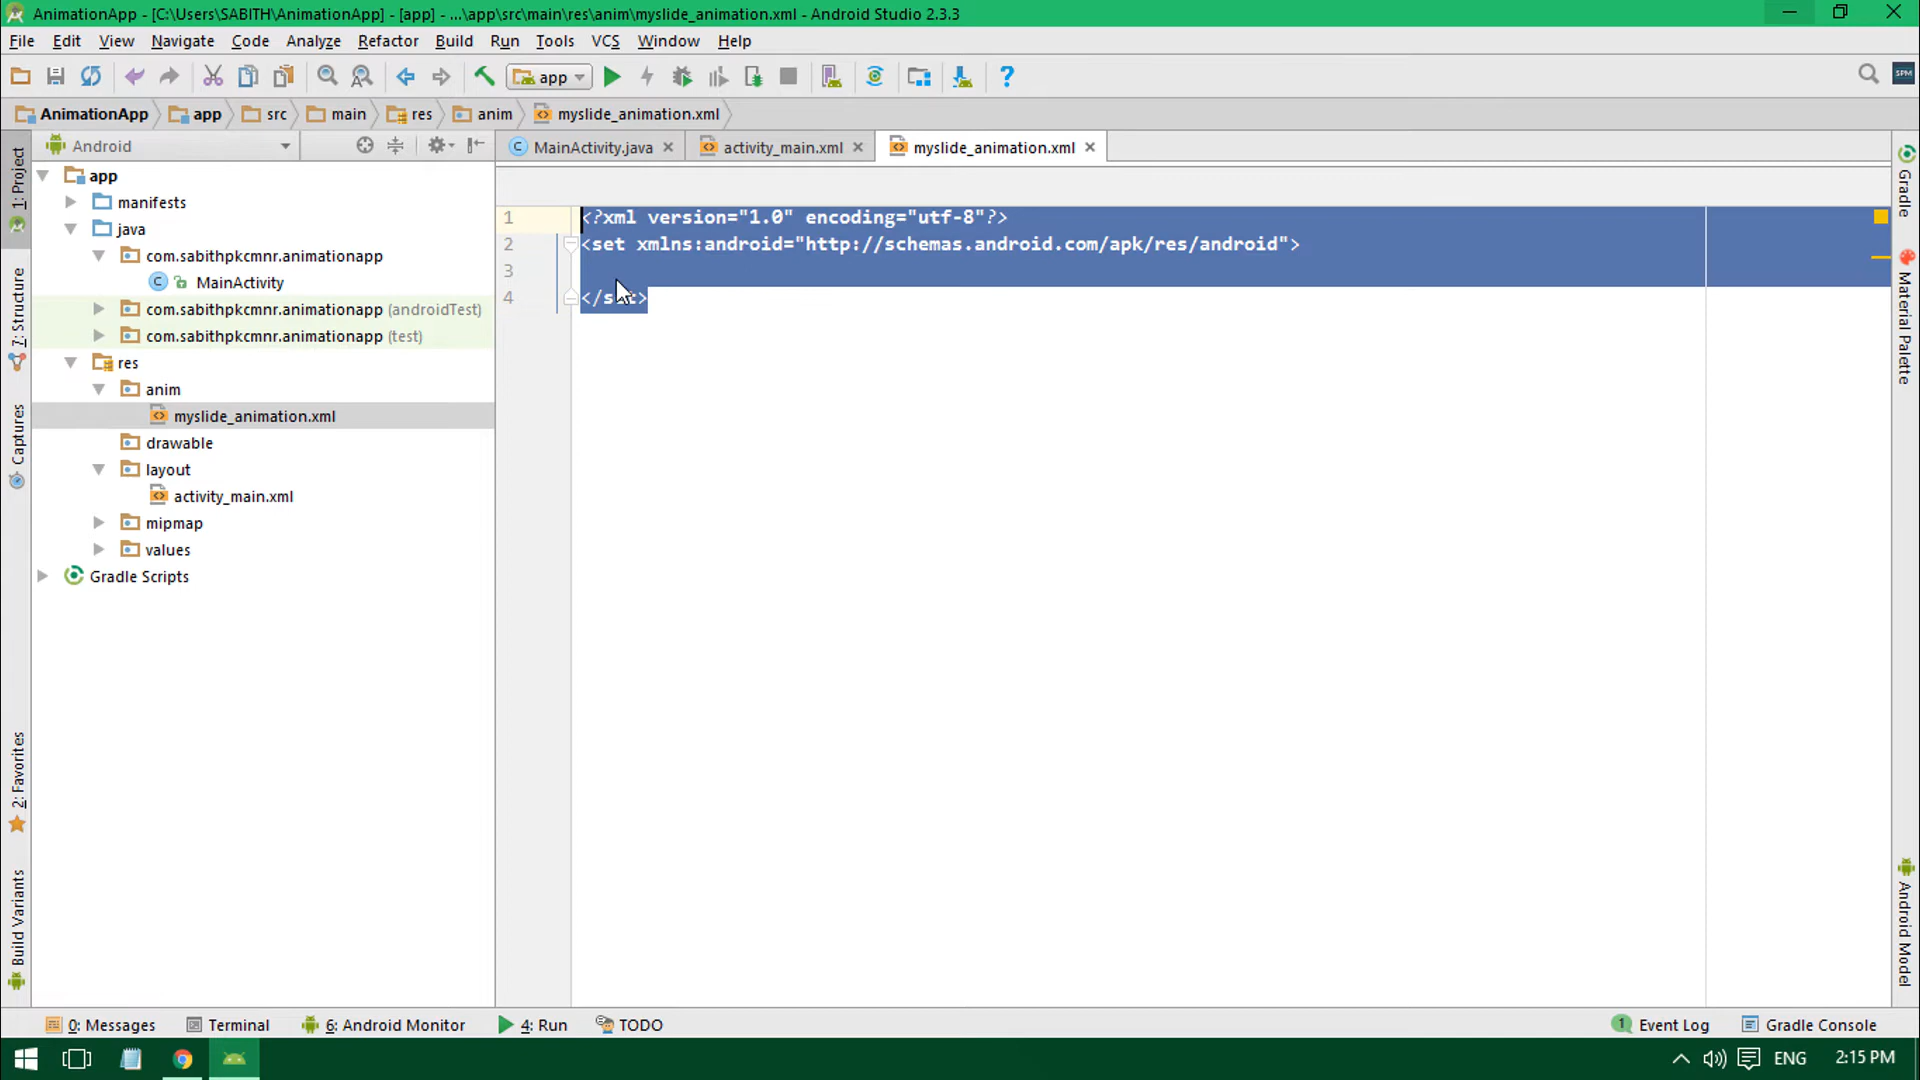 AnimationApp - [C:\Users\SABITH\AnimationApp] - [app] - ...\app\src\main\res\anim\myslide_animation.xml - Android Studio 2.3.3
File Edit View Navigate Code Analyze Refactor Build Run Tools VCS Window Help
app
SPM
AnimationApp app src main res anim myslide_animation.xml
Android
MainActivity.java activity_main.xml myslide_animation.xml
1: Project
7: Structure
Captures
2: Favorites
Build Variants
app
manifests
java
com.sabithpkcmnr.animationapp
MainActivity
com.sabithpkcmnr.animationapp (androidTest)
com.sabithpkcmnr.animationapp (test)
res
anim
myslide_animation.xml
drawable
layout
activity_main.xml
mipmap
values
Gradle Scripts
1 <?xml version="1.0" encoding="utf-8"?>
2 <set xmlns:android="http://schemas.android.com/apk/res/android">
3
4 </set>
Gradle
Material Palette
Android Model
0: Messages Terminal 6: Android Monitor 4: Run TODO 1 Event Log Gradle Console
ENG 2:15 PM